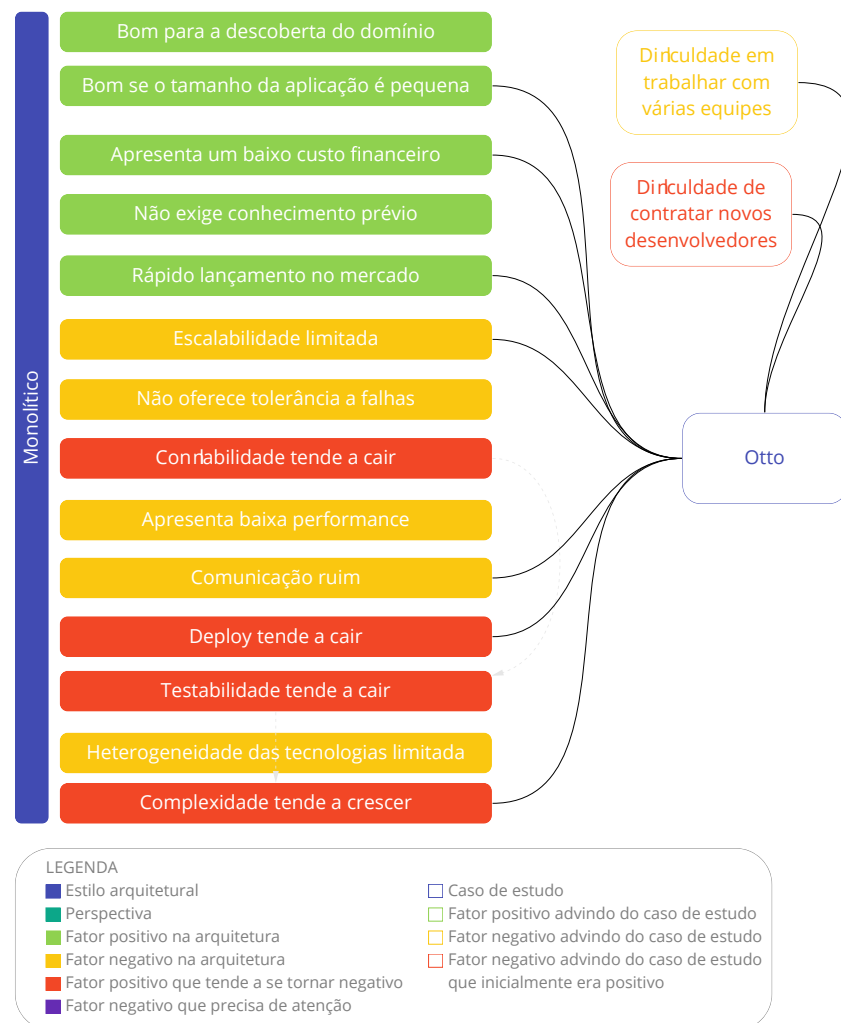 Monolítico
Bom para a descoberta do domínio
Bom se o tamanho da aplicação é pequena
Apresenta um baixo custo financeiro
Não exige conhecimento prévio
Rápido lançamento no mercado
Escalabilidade limitada
Não oferece tolerância a falhas
Confiabilidade tende a cair
Apresenta baixa performance
Comunicação ruim
Deploy tende a cair
Testabilidade tende a cair
Heterogeneidade das tecnologias limitada
Complexidade tende a crescer
Dificuldade em
trabalhar com
várias equipes
Dificuldade de
contratar novos
desenvolvedores
Otto
LEGENDA
Estilo arquitetural
Perspectiva
Fator positivo na arquitetura
Fator negativo na arquitetura
Fator positivo que tende a se tornar negativo
Fator negativo que precisa de atenção
Caso de estudo
Fator positivo advindo do caso de estudo
Fator negativo advindo do caso de estudo
Fator negativo advindo do caso de estudo
que inicialmente era positivo